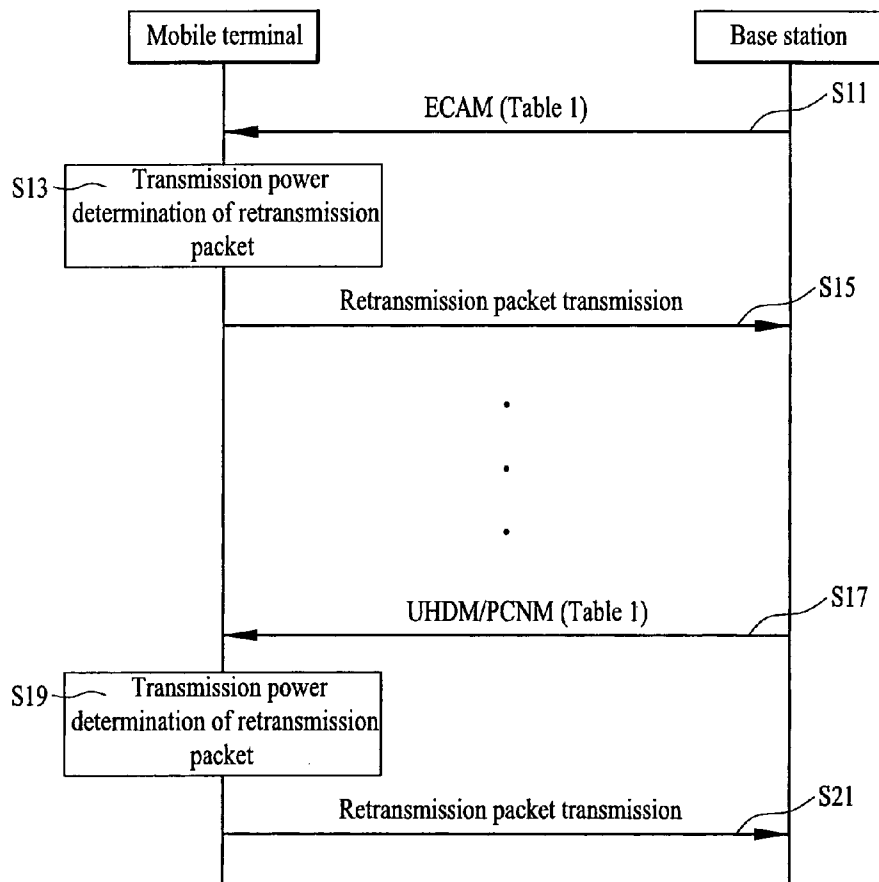 Mobile terminal
Base station
S11
ECAM (Table 1)
S13
Transmission power
determination of retransmission
packet
S15
Retransmission packet transmission
S17
UHDM/PCNM (Table 1)
S19
Transmission power
determination of retransmission
packet
S21
Retransmission packet transmission